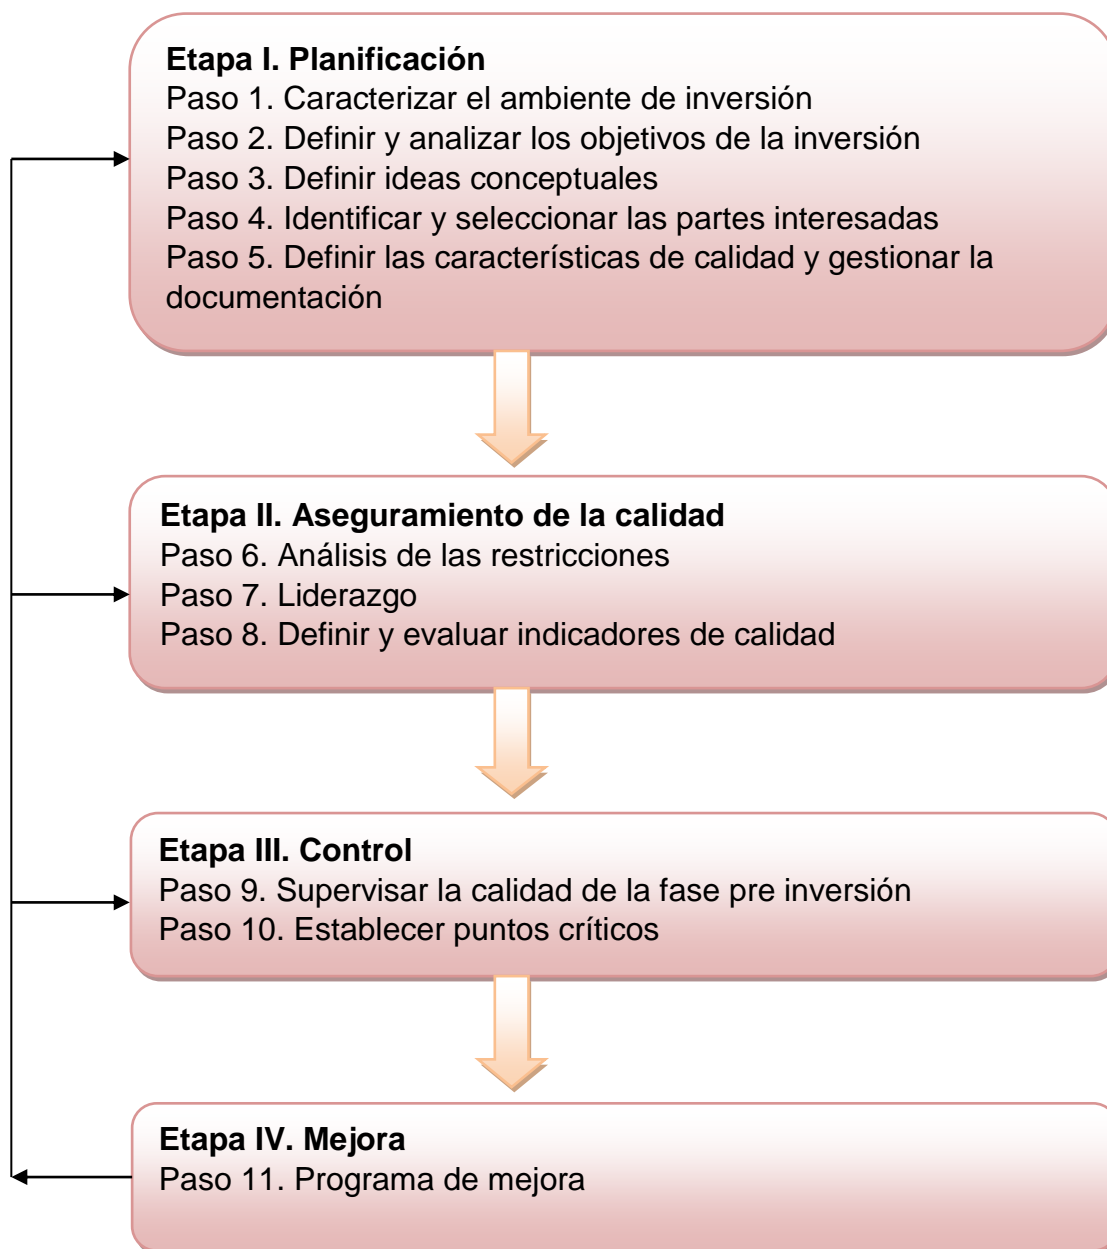 Etapa I. Planificación
Paso 1. Caracterizar el ambiente de inversión
Paso 2. Definir y analizar los objetivos de la inversión
Paso 3. Definir ideas conceptuales
Paso 4. Identificar y seleccionar las partes interesadas
Paso 5. Definir las características de calidad y gestionar la
documentación
Etapa II. Aseguramiento de la calidad
Paso 6. Análisis de las restricciones
Paso 7. Liderazgo
Paso 8. Definir y evaluar indicadores de calidad
Etapa III. Control
Paso 9. Supervisar la calidad de la fase pre inversión
Paso 10. Establecer puntos críticos
Etapa IV. Mejora
Paso 11. Programa de mejora